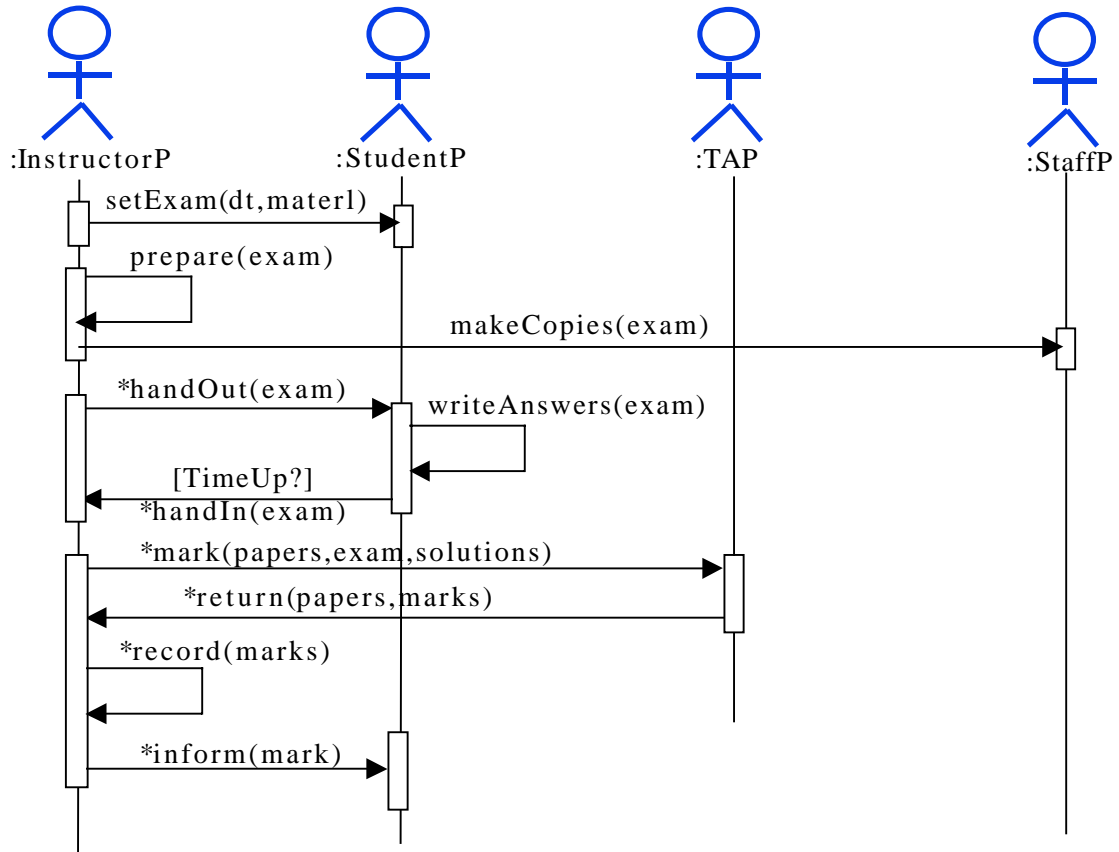 :InstructorP
:StudentP
:TAP
:StaffP
setExam(dt,materl)
prepare(exam)
makeCopies(exam)
*handOut(exam)
writeAnswers(exam)
[TimeUp?]
*handIn(exam)
*mark(papers,exam,solutions)
*return(papers,marks)
*record(marks)
*inform(mark)